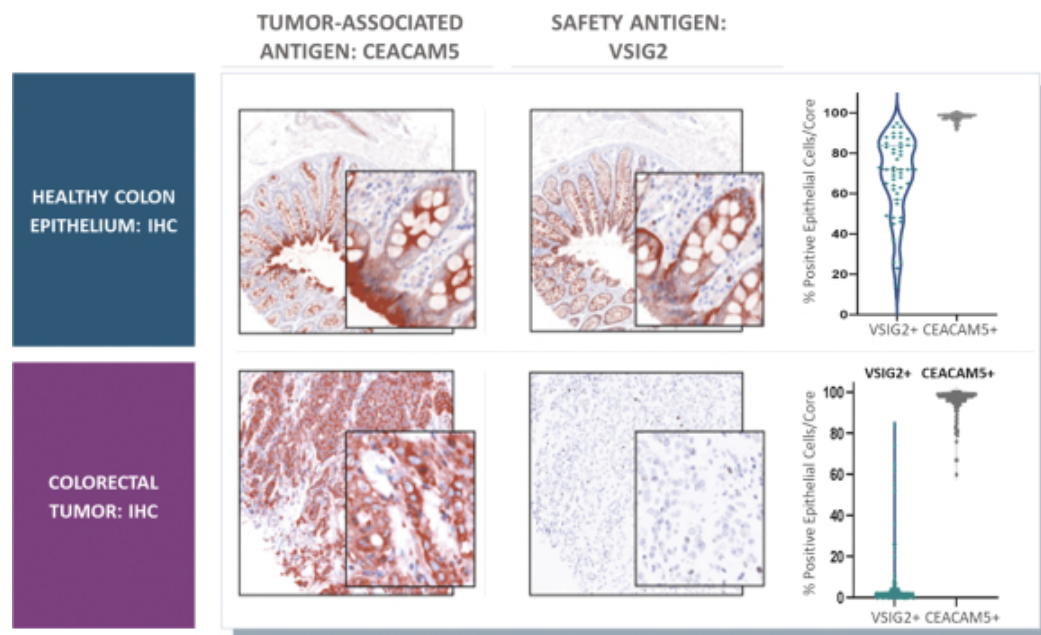 TUMOR-ASSOCIATED
ANTIGEN: CEACAM5
SAFETY ANTIGEN:
VSIG2
HEALTHY COLON
EPITHELIUM: IHC
% Positive Epithelial Cells/Core
100
80
60
40
20
0
VSIG2+ CEACAM5+
COLORECTAL
TUMOR: IHC
VSIG2+ CEACAM5+
% Positive Epithelial Cells/Core
100
80
60
40
20
0
VSIG2+ CEACAM5+